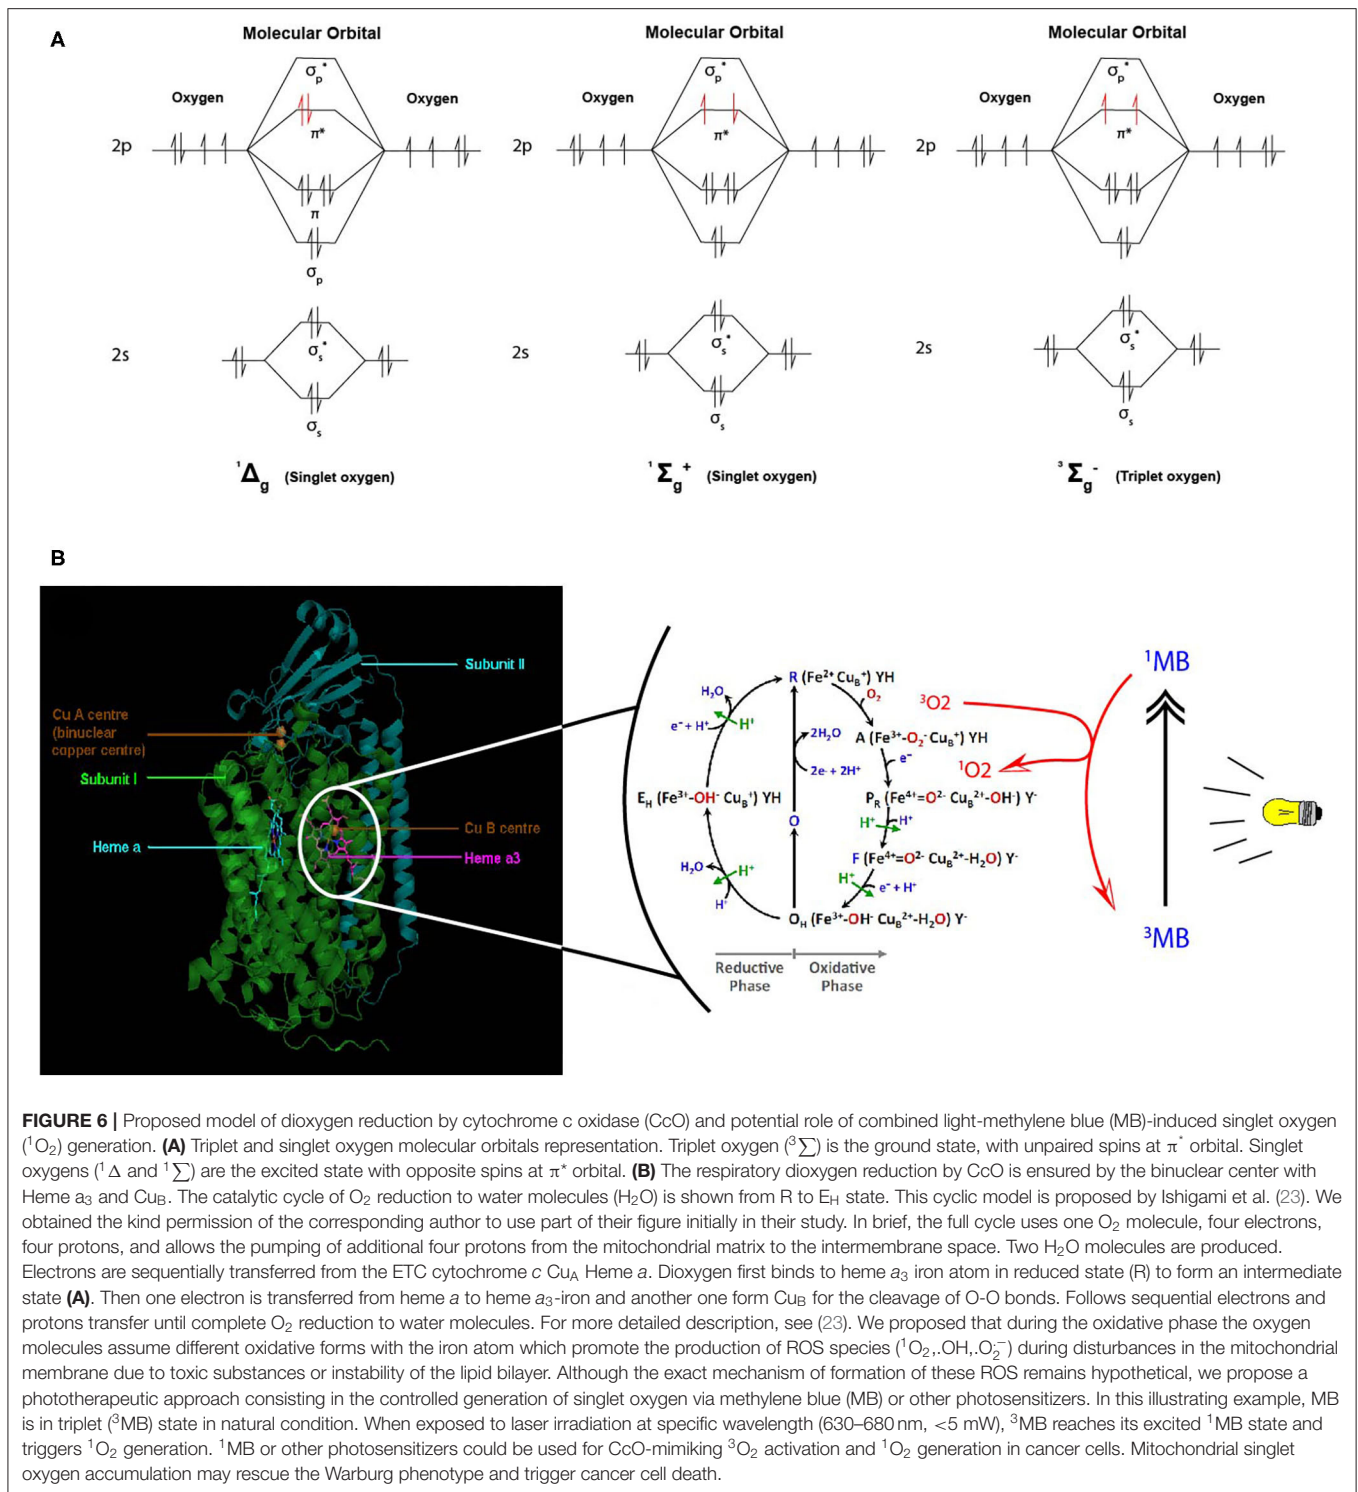 A
Molecular Orbital
Molecular Orbital
Molecular Orbital
σp*
σp*
σp*
Oxygen
Oxygen
Oxygen
Oxygen
Oxygen
π*
π*
π*
2p
2p
2p
π
σp
2s
σs*
2s
σs*
2s
σs*
σs
σs
σs
¹Δg (Singlet oxygen)
¹Σg⁺ (Singlet oxygen)
³Σg⁻ (Triplet oxygen)
B
Subunit II
Cu A centre
(binuclear
copper centre)
Subunit I
Heme a
Cu B centre
Heme a3
R (Fe²⁺ CuB⁺) YH
H₂O
O₂
e⁻ + H⁺
H⁺
2H₂O
A (Fe³⁺-O₂⁻ CuB⁺) YH
e⁻
2e⁻ + 2H⁺
EH (Fe³⁺-OH⁻ CuB⁺) YH
PR (Fe⁴⁺=O²⁻ CuB²⁺-OH⁻) Y⁻
O
H⁺
H⁺
H₂O
H⁺
F (Fe⁴⁺=O²⁻ CuB²⁺-H₂O) Y⁻
H⁺
e⁻ + H⁺
H⁺
OH (Fe³⁺-OH⁻ CuB²⁺-H₂O) Y⁻
Reductive
Phase
Oxidative
Phase
³O2
¹O2
¹MB
³MB
FIGURE 6 | Proposed model of dioxygen reduction by cytochrome c oxidase (CcO) and potential role of combined light-methylene blue (MB)-induced singlet oxygen
(¹O₂) generation. (A) Triplet and singlet oxygen molecular orbitals representation. Triplet oxygen (³∑) is the ground state, with unpaired spins at π* orbital. Singlet
oxygens (¹Δ and ¹∑) are the excited state with opposite spins at π* orbital. (B) The respiratory dioxygen reduction by CcO is ensured by the binuclear center with
Heme a₃ and CuB. The catalytic cycle of O₂ reduction to water molecules (H₂O) is shown from R to EH state. This cyclic model is proposed by Ishigami et al. (23). We
obtained the kind permission of the corresponding author to use part of their figure initially in their study. In brief, the full cycle uses one O₂ molecule, four electrons,
four protons, and allows the pumping of additional four protons from the mitochondrial matrix to the intermembrane space. Two H₂O molecules are produced.
Electrons are sequentially transferred from the ETC cytochrome c CuA Heme a. Dioxygen first binds to heme a₃ iron atom in reduced state (R) to form an intermediate
state (A). Then one electron is transferred from heme a to heme a₃-iron and another one form CuB for the cleavage of O-O bonds. Follows sequential electrons and
protons transfer until complete O₂ reduction to water molecules. For more detailed description, see (23). We proposed that during the oxidative phase the oxygen
molecules assume different oxidative forms with the iron atom which promote the production of ROS species (¹O₂,.OH,.O₂⁻) during disturbances in the mitochondrial
membrane due to toxic substances or instability of the lipid bilayer. Although the exact mechanism of formation of these ROS remains hypothetical, we propose a
phototherapeutic approach consisting in the controlled generation of singlet oxygen via methylene blue (MB) or other photosensitizers. In this illustrating example, MB
is in triplet (³MB) state in natural condition. When exposed to laser irradiation at specific wavelength (630–680 nm, <5 mW), ³MB reaches its excited ¹MB state and
triggers ¹O₂ generation. ¹MB or other photosensitizers could be used for CcO-mimiking ³O₂ activation and ¹O₂ generation in cancer cells. Mitochondrial singlet
oxygen accumulation may rescue the Warburg phenotype and trigger cancer cell death.